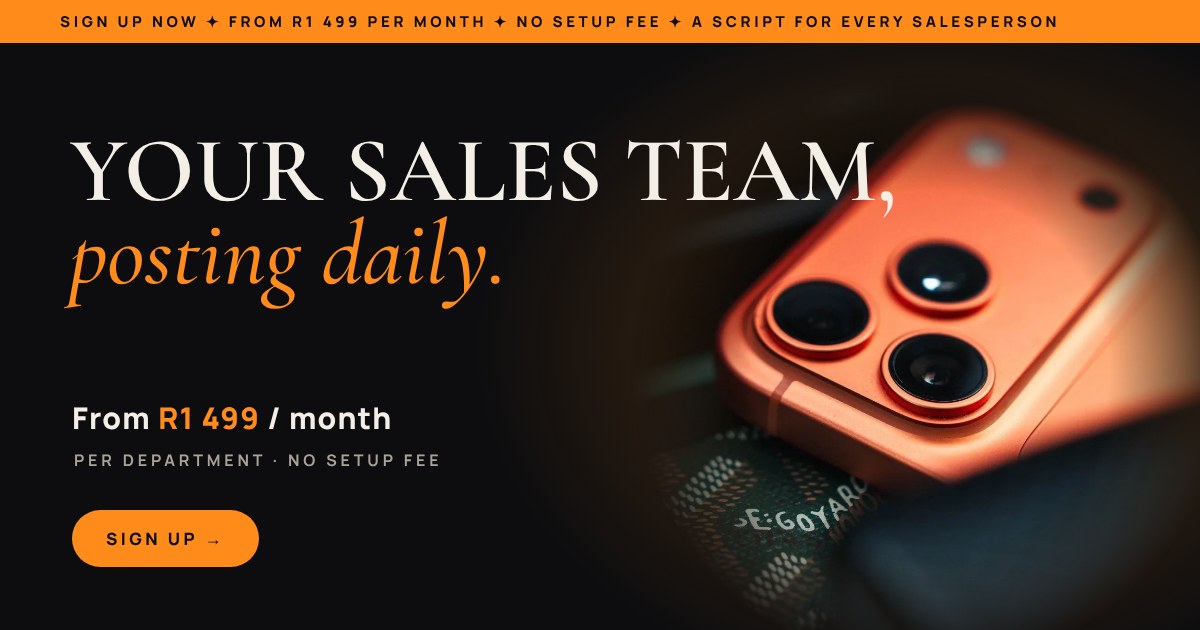 SIGN UP NOW ✦ FROM R1 499 PER MONTH ✦ NO SETUP FEE ✦ A SCRIPT FOR EVERY SALESPERSON
YOUR SALES TEAM,
posting daily.
From R1 499 / month
PER DEPARTMENT · NO SETUP FEE
SIGN UP →